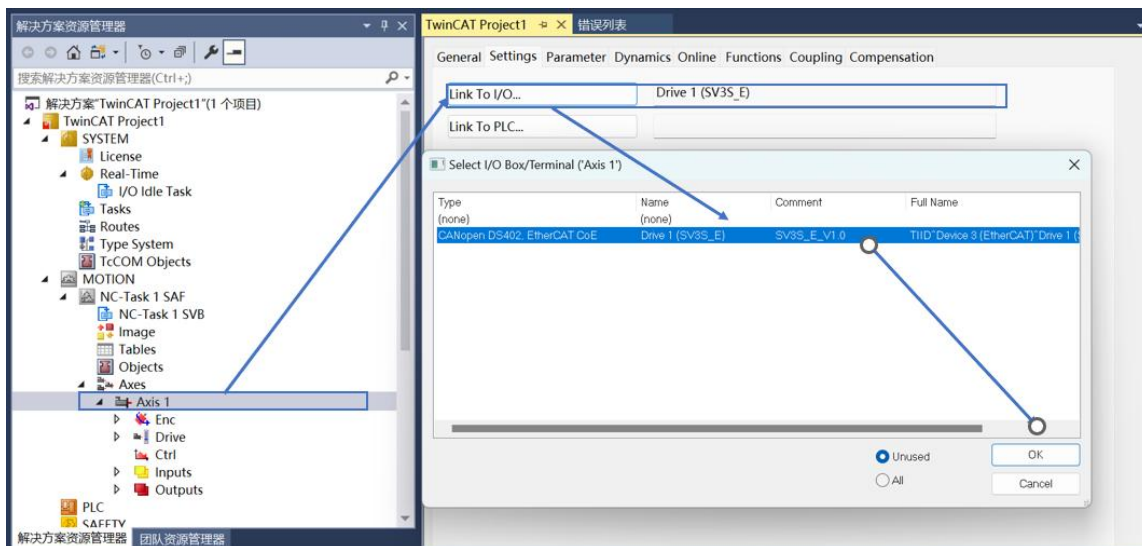 解决方案资源管理器
搜索解决方案资源管理器(Ctrl+;)
解决方案"TwinCAT Project1"(1 个项目)
TwinCAT Project1
SYSTEM
License
Real-Time
I/O Idle Task
Tasks
Routes
Type System
TcCOM Objects
MOTION
NC-Task 1 SAF
NC-Task 1 SVB
Image
Tables
Objects
Axes
Axis 1
Enc
Drive
Ctrl
Inputs
Outputs
PLC
SAFETY
解决方案资源管理器 团队资源管理器
TwinCAT Project1 错误列表
General Settings Parameter Dynamics Online Functions Coupling Compensation
Link To I/O... Drive 1 (SV3S_E)
Link To PLC...
Select I/O Box/Terminal ('Axis 1')
Type Name Comment Full Name
(none) (none)
CANopen DS402, EtherCAT CoE Drive 1 (SV3S_E) SV3S_E_V1.0 TIID^Device 3 (EtherCAT)^Drive 1 (
Unused OK
All Cancel